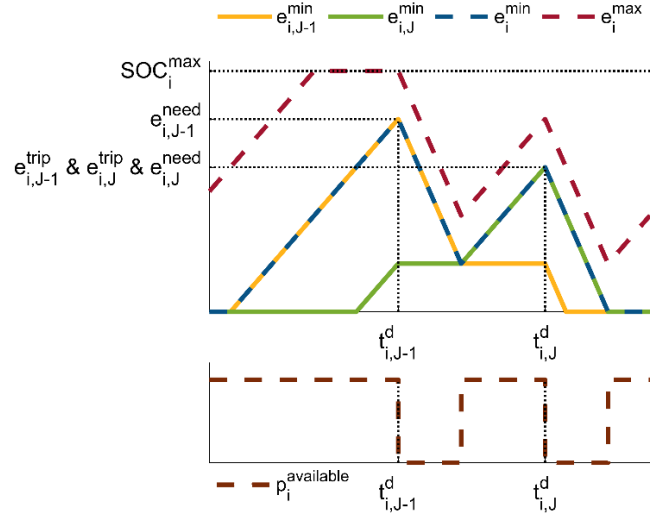 e_{i,J-1}^{min} e_{i,J}^{min} e_i^{min} e_i^{max}
SOC_i^{max}
e_{i,J-1}^{need}
e_{i,J-1}^{trip} & e_{i,J}^{trip} & e_{i,J}^{need}
t_{i,J-1}^{d} t_{i,J}^{d}
p_i^{available} t_{i,J-1}^{d} t_{i,J}^{d}